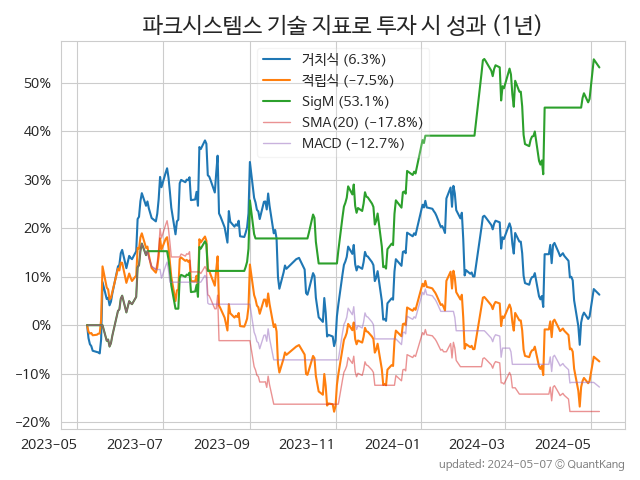 파크시스템스 기술 지표로 투자 시 성과 (1년)
거치식 (6.3%)
적립식 (−7.5%)
SigM (53.1%)
SMA(20) (−17.8%)
MACD (−12.7%)
50%
40%
30%
20%
10%
0%
−10%
−20%
2023-05
2023-07
2023-09
2023-11
2024-01
2024-03
2024-05
updated: 2024-05-07 © QuantKang